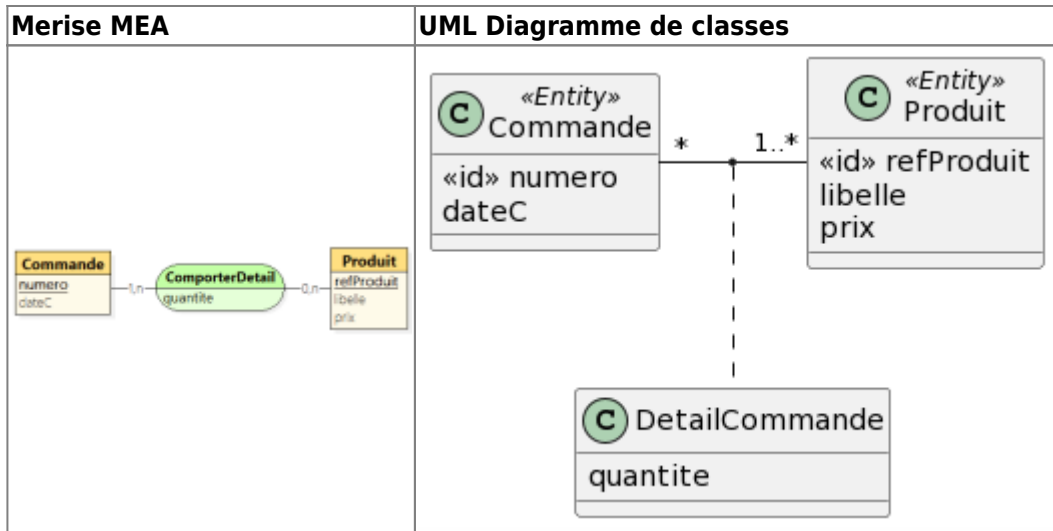 Merise MEA
UML Diagramme de classes
Commande
numero
dateC
1,n
ComporterDetail
quantite
0,n
Produit
refProduit
libelle
prix
C
«Entity»
Commande
«id» numero
dateC
*
1..*
C
«Entity»
Produit
«id» refProduit
libelle
prix
C DetailCommande
quantite